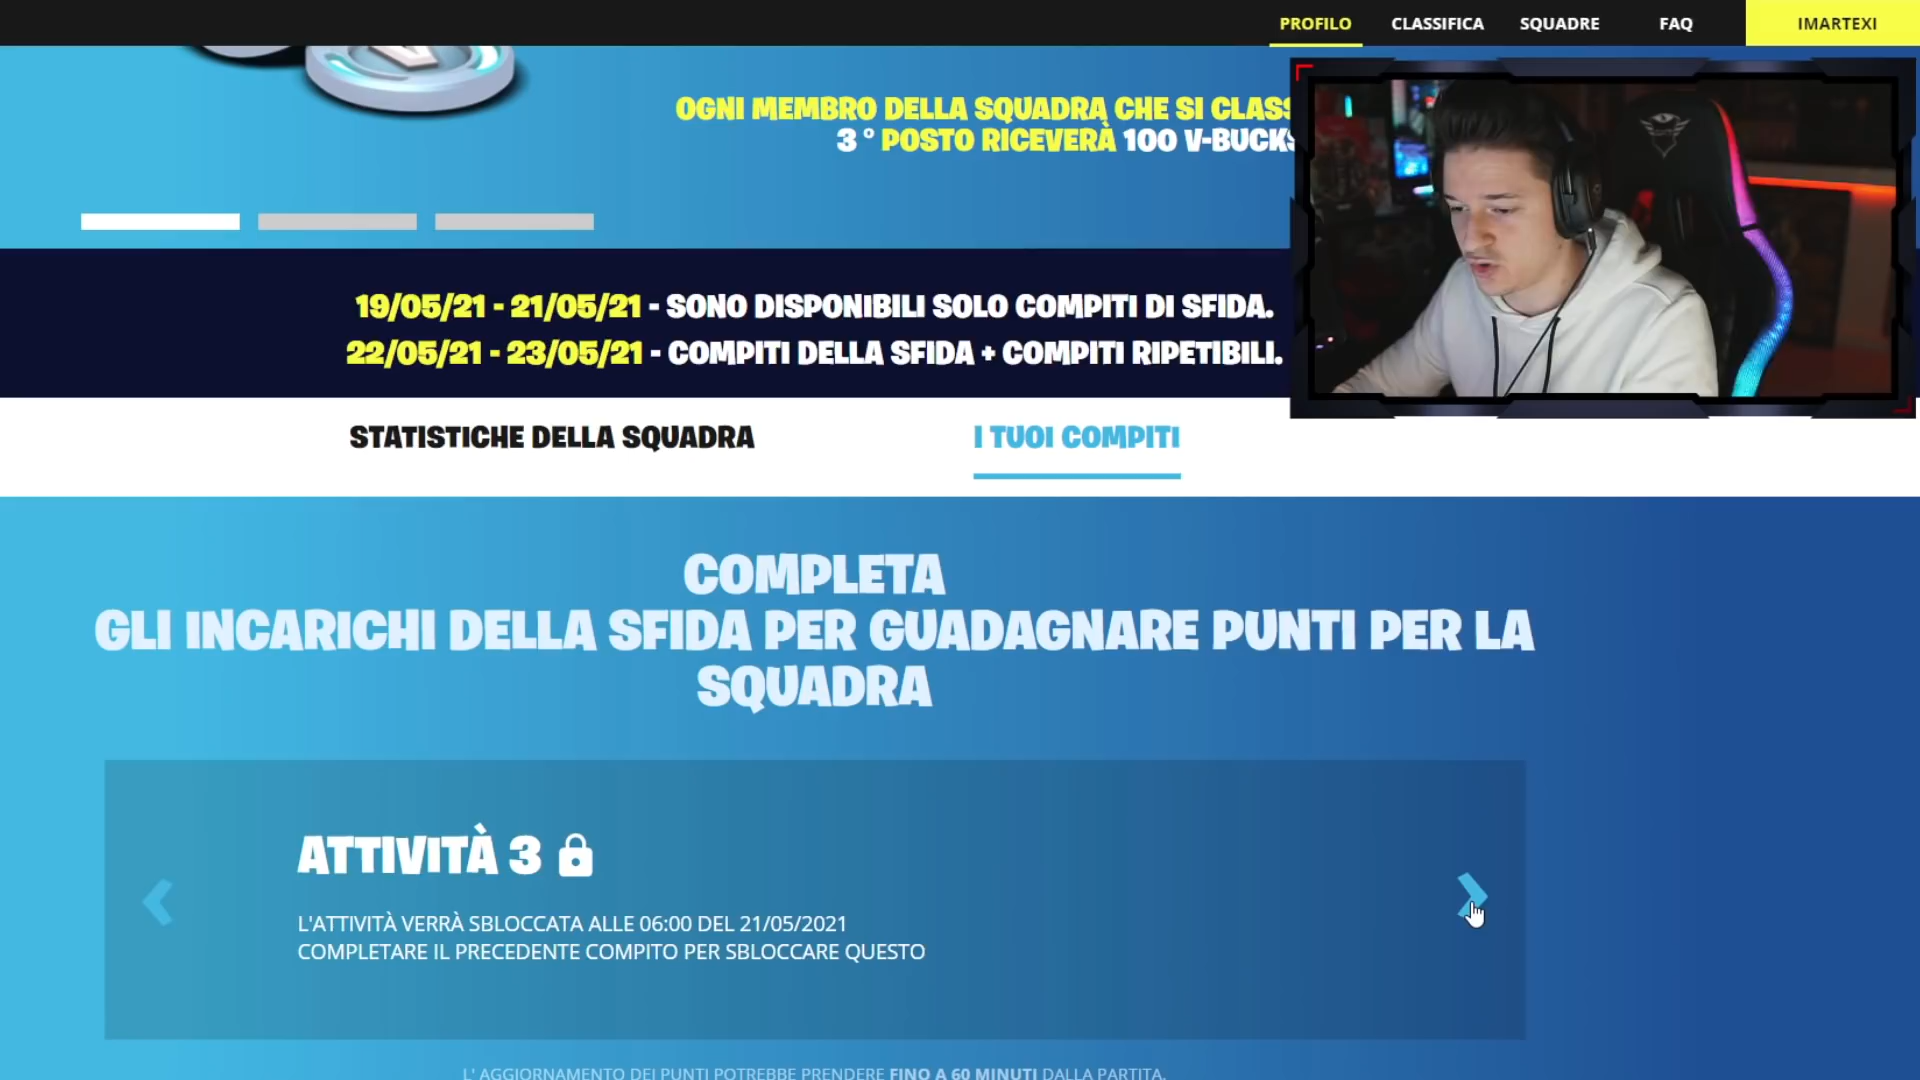 PROFILO CLASSIFICA SQUADRE FAQ IMARTEXI
OGNI MEMBRO DELLA SQUADRA CHE SI
3° POSTO RICEVERÀ 100 V-BUCKS
19/05/21 - 21/05/21 - SONO DISPONIBILI SOLO COMPITI DI SFIDA.
22/05/21 - 23/05/21 - COMPITI DELLA SFIDA + COMPITI RIPETIBILI.
STATISTICHE DELLA SQUADRA I TUOI COMPITI
COMPLETA
GLI INCARICHI DELLA SFIDA PER GUADAGNARE PUNTI PER LA
SQUADRA
ATTIVITÀ 3
L'ATTIVITÀ VERRÀ SBLOCCATA ALLE 06:00 DEL 21/05/2021
COMPLETARE IL PRECEDENTE COMPITO PER SBLOCCARE QUESTO
L' AGGIORNAMENTO DEI PUNTI POTREBBE PRENDERE FINO A 60 MINUTI DALLA PARTITA.